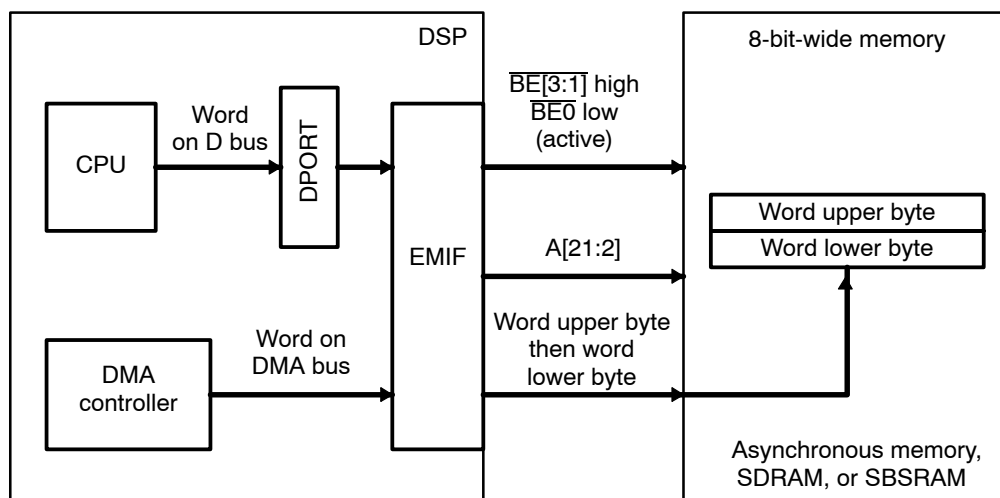 DSP
8-bit-wide memory
CPU
Word
on D bus
DPORT
EMIF
BE[3:1] high
BE0 low
(active)
A[21:2]
Word upper byte
Word lower byte
DMA
controller
Word on
DMA bus
Word upper byte
then word
lower byte
Asynchronous memory,
SDRAM, or SBSRAM